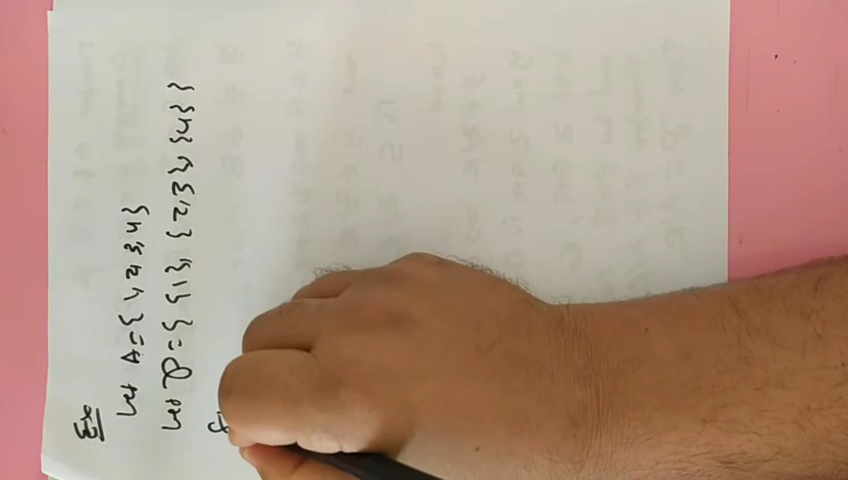 Ex
Let A = { 1, 2, 3, 4 }
Let P = { {1}, {2,3}, {4} }